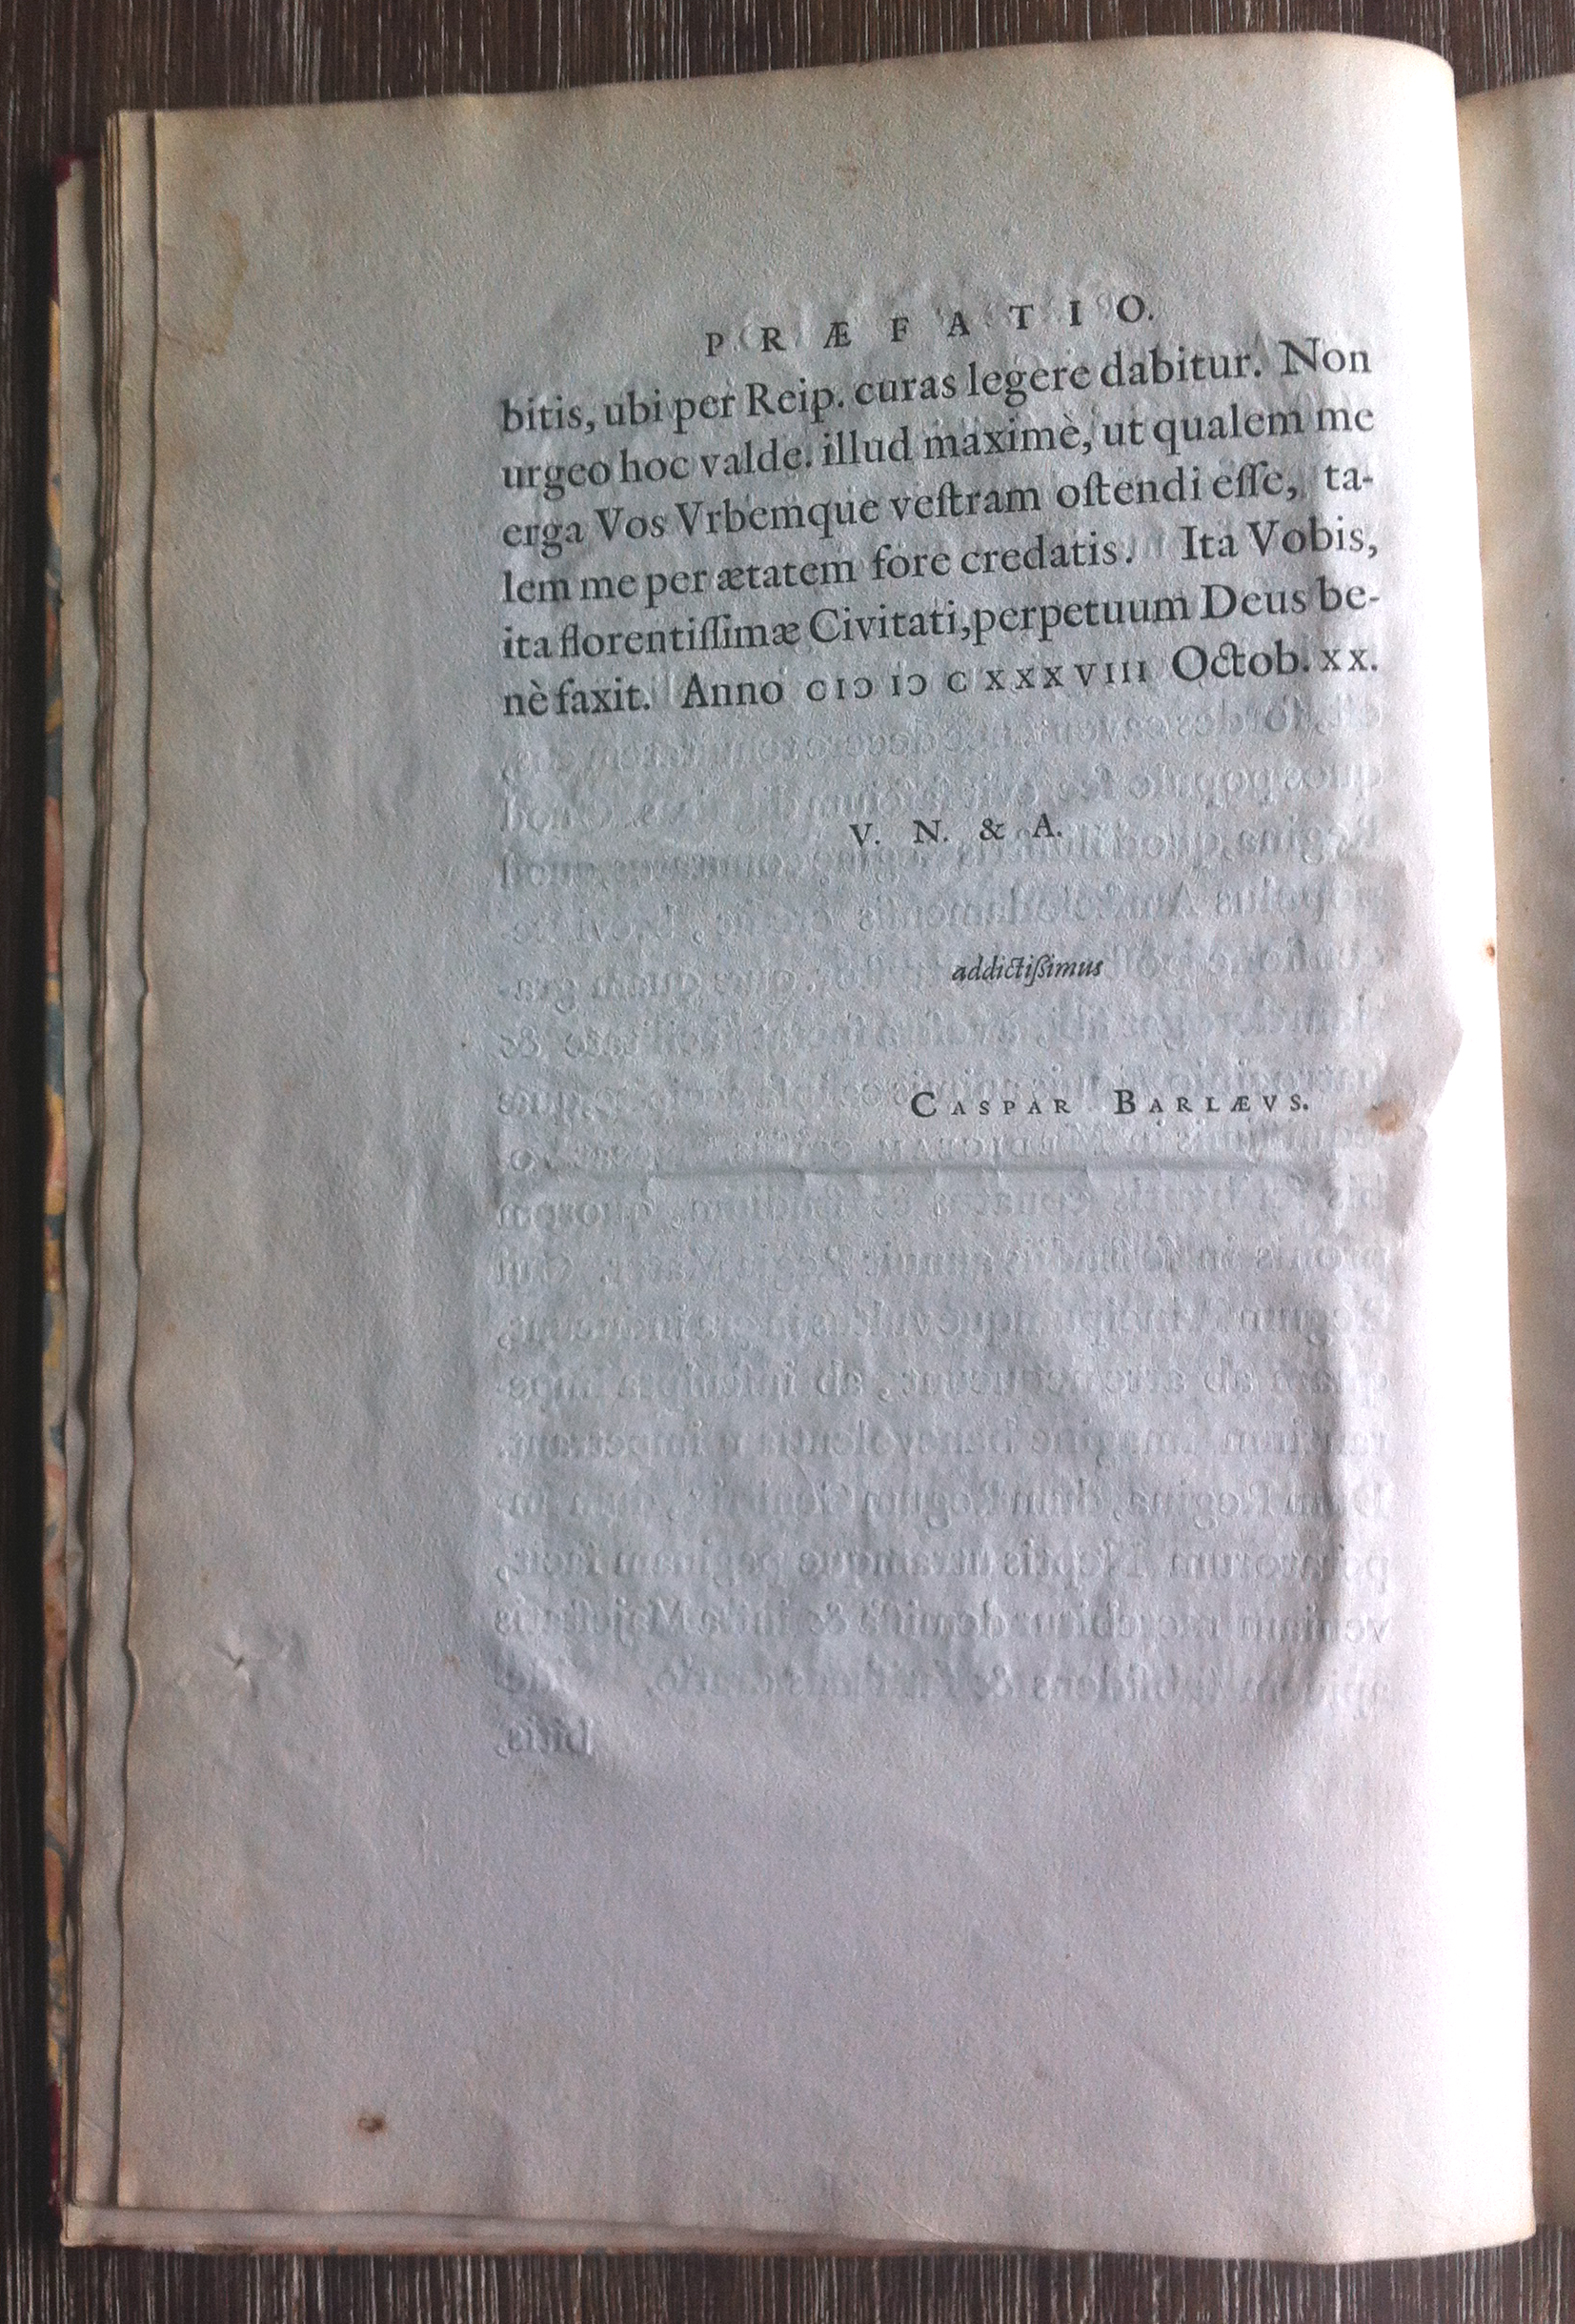 PRÆFATIO.
bitis, ubi per Reip. curas legere dabitur. Non
urgeo hoc valde. illud maximè, ut qualem me
erga Vos Vrbemque veſtram oſtendi eſſe, ta-
lem me per ætatem fore credatis. Ita Vobis,
ita florentiſſimæ Civitati, perpetuum Deus be-
nè faxit. Anno CIↃ IↃ C XXXVIII Octob. XX.
V. N. & A.
addictiſsimus
CASPAR BARLÆVS.